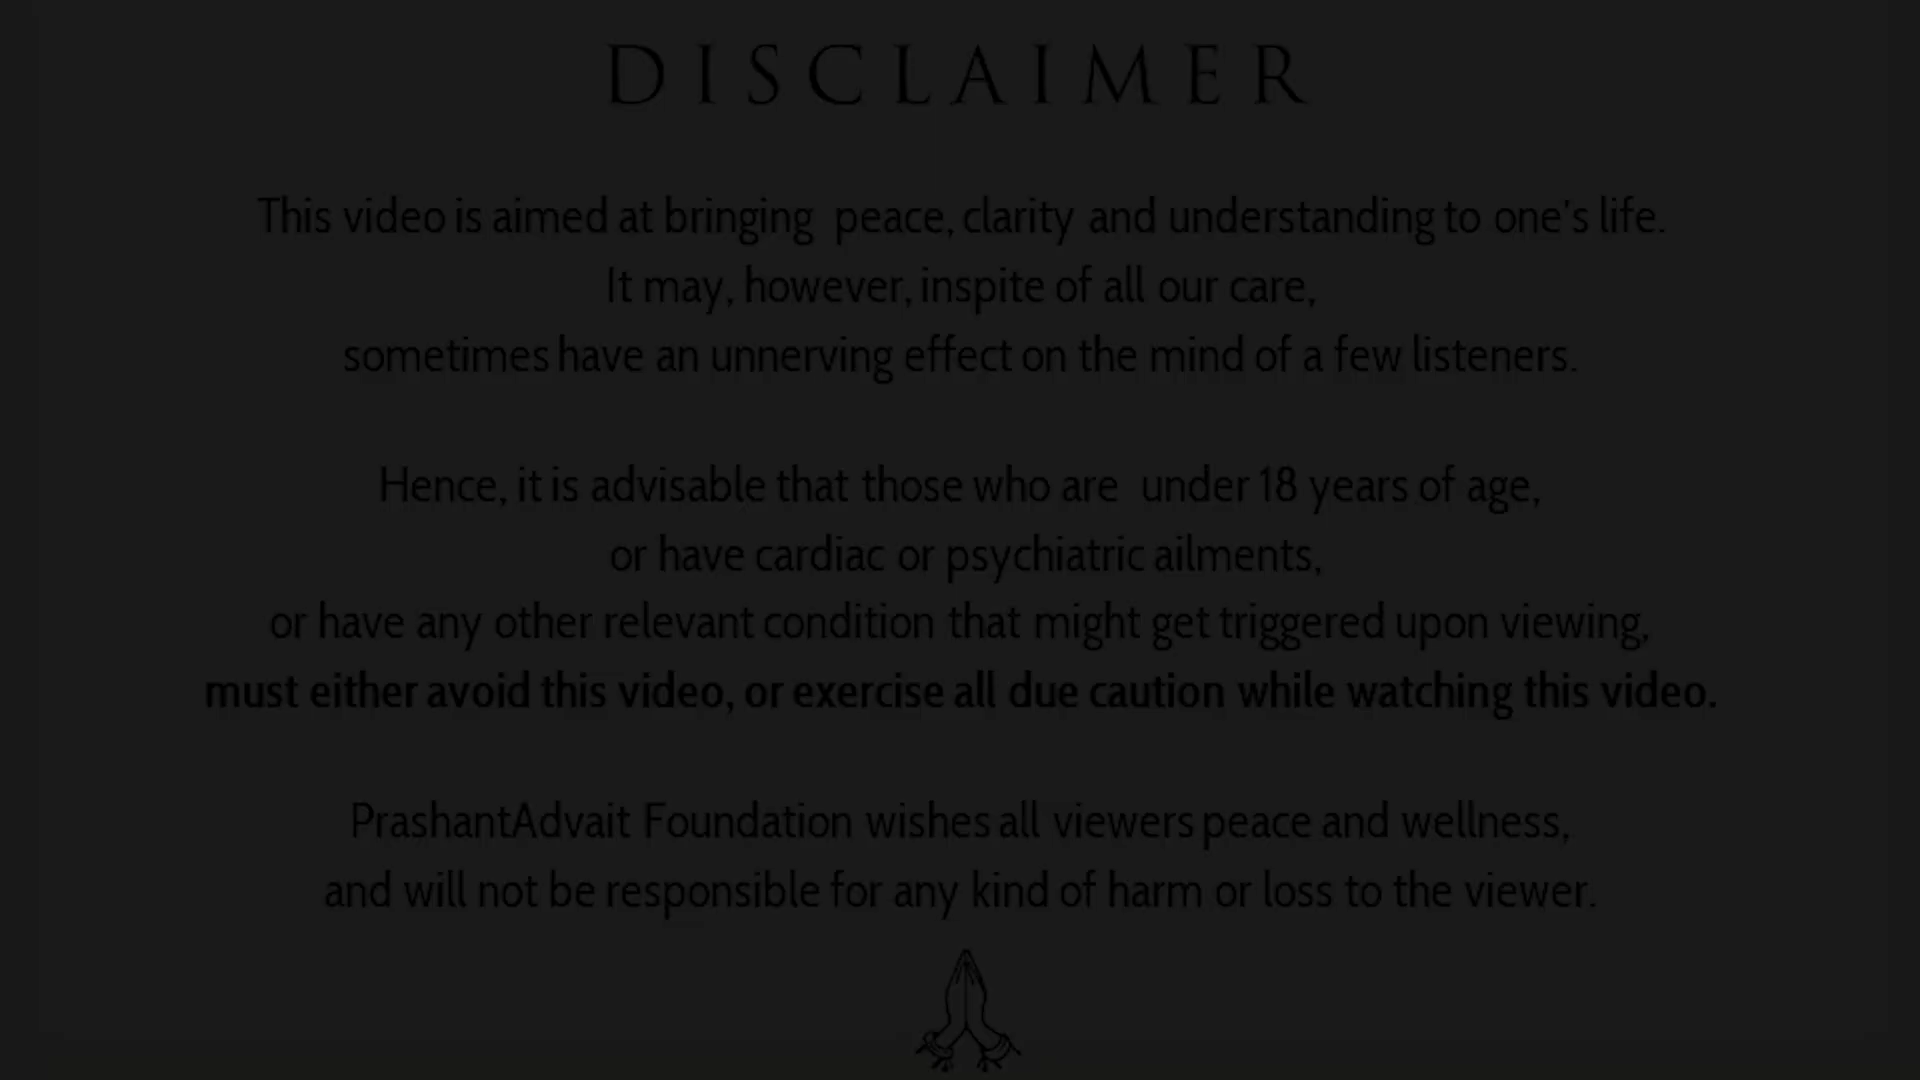 DISCLAIMER
This video is aimed at bringing peace, clarity and understanding to one's life.
It may, however, inspite of all our care,
sometimes have an unnerving effect on the mind of a few listeners.
Hence, it is advisable that those who are under 18 years of age,
or have cardiac or psychiatric ailments,
or have any other relevant condition that might get triggered upon viewing,
must either avoid this video, or exercise all due caution while watching this video.
PrashantAdvait Foundation wishes all viewers peace and wellness,
and will not be responsible for any kind of harm or loss to the viewer.